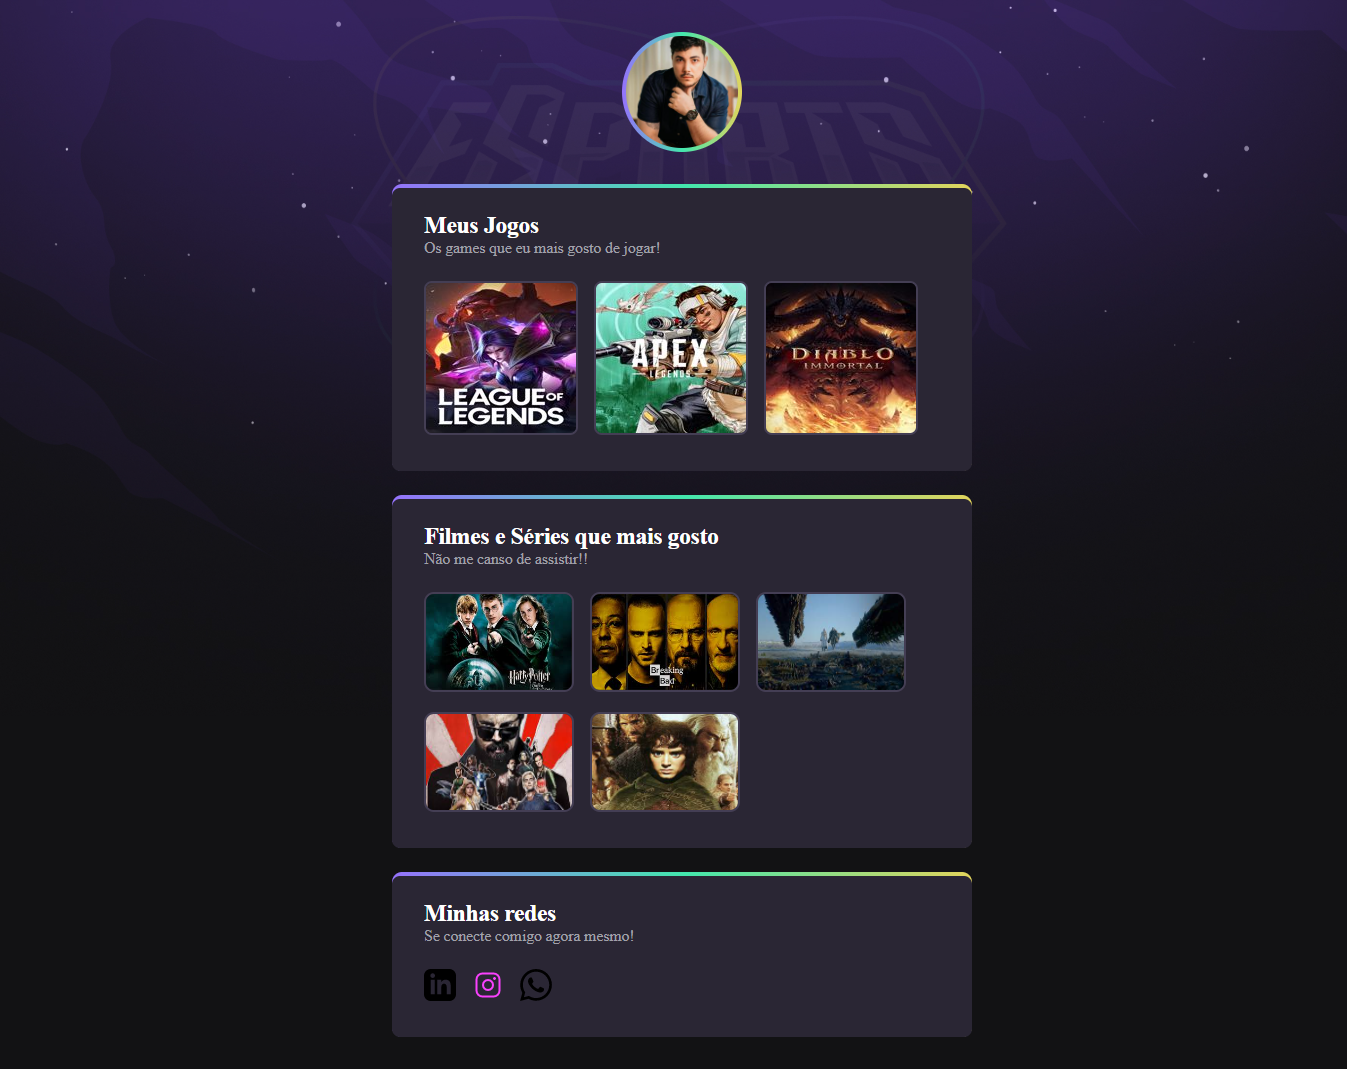 ESPORTS
Meus Jogos
Os games que eu mais gosto de jogar!
LEAGUE OF
LEGENDS
APEX
LEGENDS
DIABLO
IMMORTAL
Filmes e Séries que mais gosto
Não me canso de assistir!!
Harry Potter
Breaking
Bad
Minhas redes
Se conecte comigo agora mesmo!
in